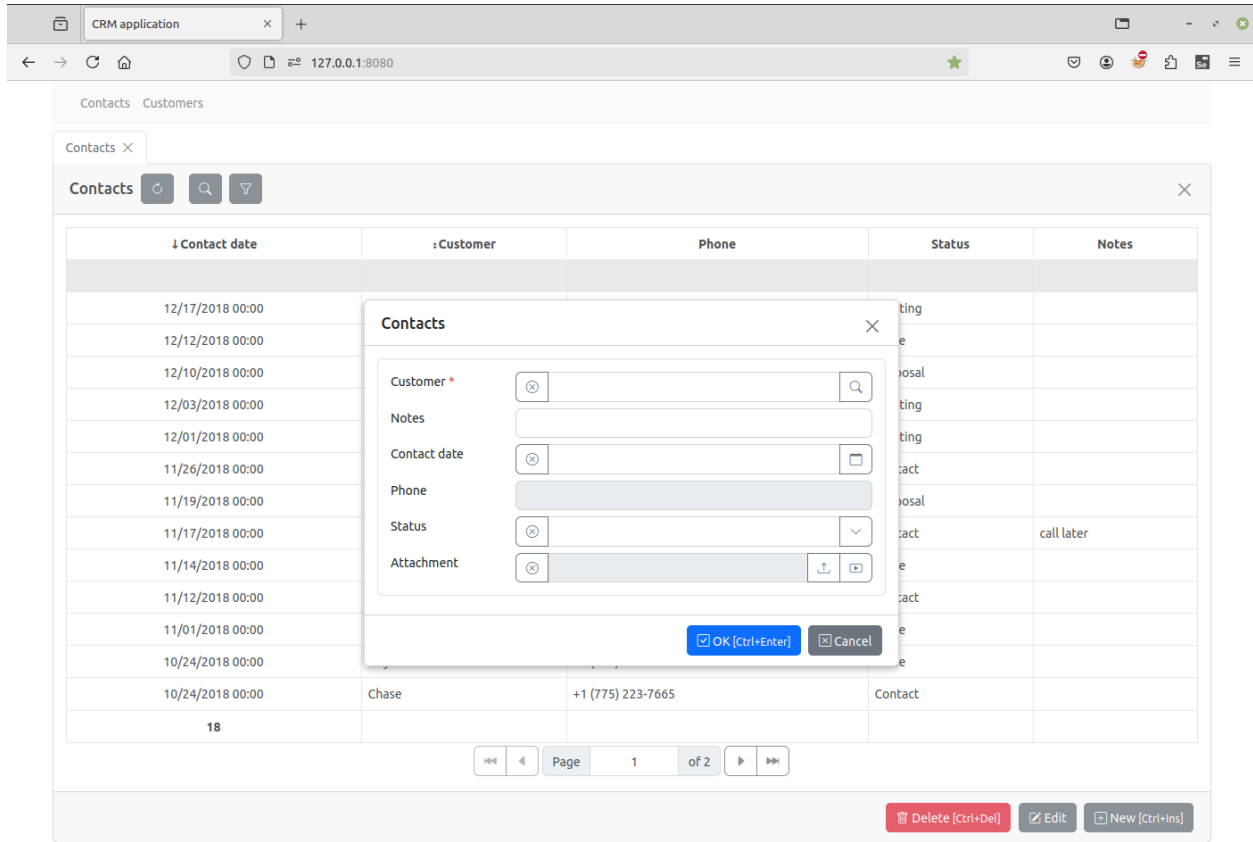 CRM application
127.0.0.1:8080
Contacts Customers
Contacts
Contacts
Contact date Customer Phone Status Notes
12/17/2018 00:00
12/12/2018 00:00
12/10/2018 00:00
12/03/2018 00:00
12/01/2018 00:00
11/26/2018 00:00
11/19/2018 00:00
11/17/2018 00:00 call later
11/14/2018 00:00
11/12/2018 00:00
11/01/2018 00:00
10/24/2018 00:00
10/24/2018 00:00 Chase +1 (775) 223-7665 Contact
18
Contacts
Customer *
Notes
Contact date
Phone
Status
Attachment
OK [Ctrl+Enter] Cancel
Page 1 of 2
Delete [Ctrl+Del] Edit New [Ctrl+Ins]